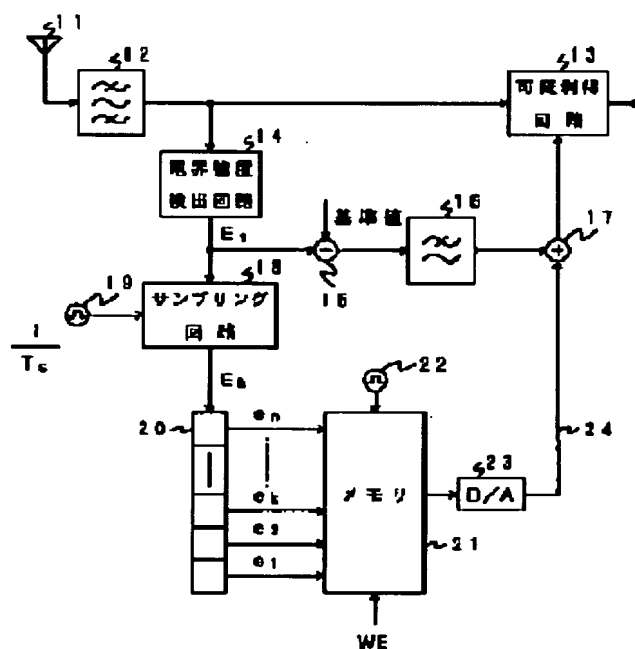 11
12
13
可変利得
回路
14
電界強度
検出回路
E₁
基準値
16
17
15
18
サンプリング
回路
19
1
Ts
22
20
en
24
23
メモリ
D/A
ek
e2
21
e1
WE